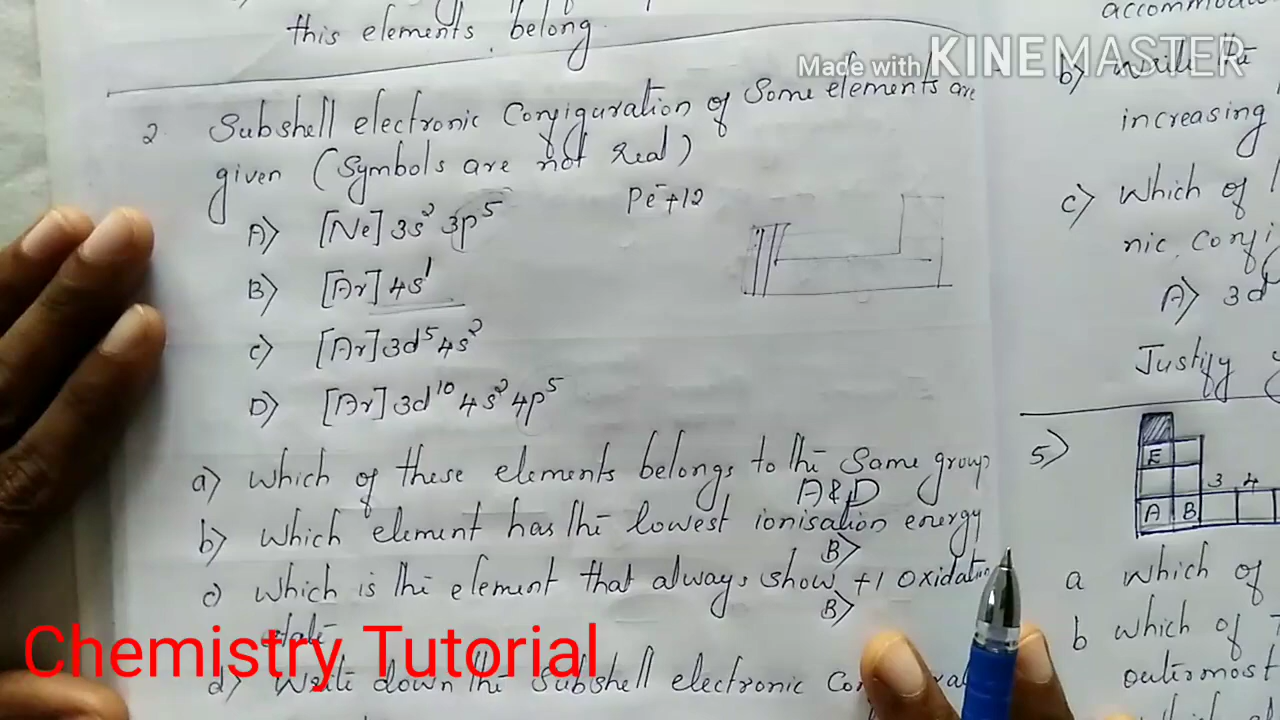 this elements belong
Made with KINEMASTER
2. Subshell electronic Configuration of Some elements are
given (Symbols are not real)
Pe⁻+12
A) [Ne] 3s² 3p⁵
B) [Ar] 4s¹
C) [Ar] 3d⁵ 4s²
D) [Ar] 3d¹⁰ 4s² 4p⁵
a) Which of these elements belongs to the Same group
A & D
b) Which element has the lowest ionisation energy
B)
c) Which is the element that always show +1 Oxidation
B)
state
d) Write down the Subshell electronic
Chemistry Tutorial
b) Write the
increasing
c) Which of
nic Confi
A) 3d
Justify
5)
E
3 4
A B
a Which of
b Which of
outermost